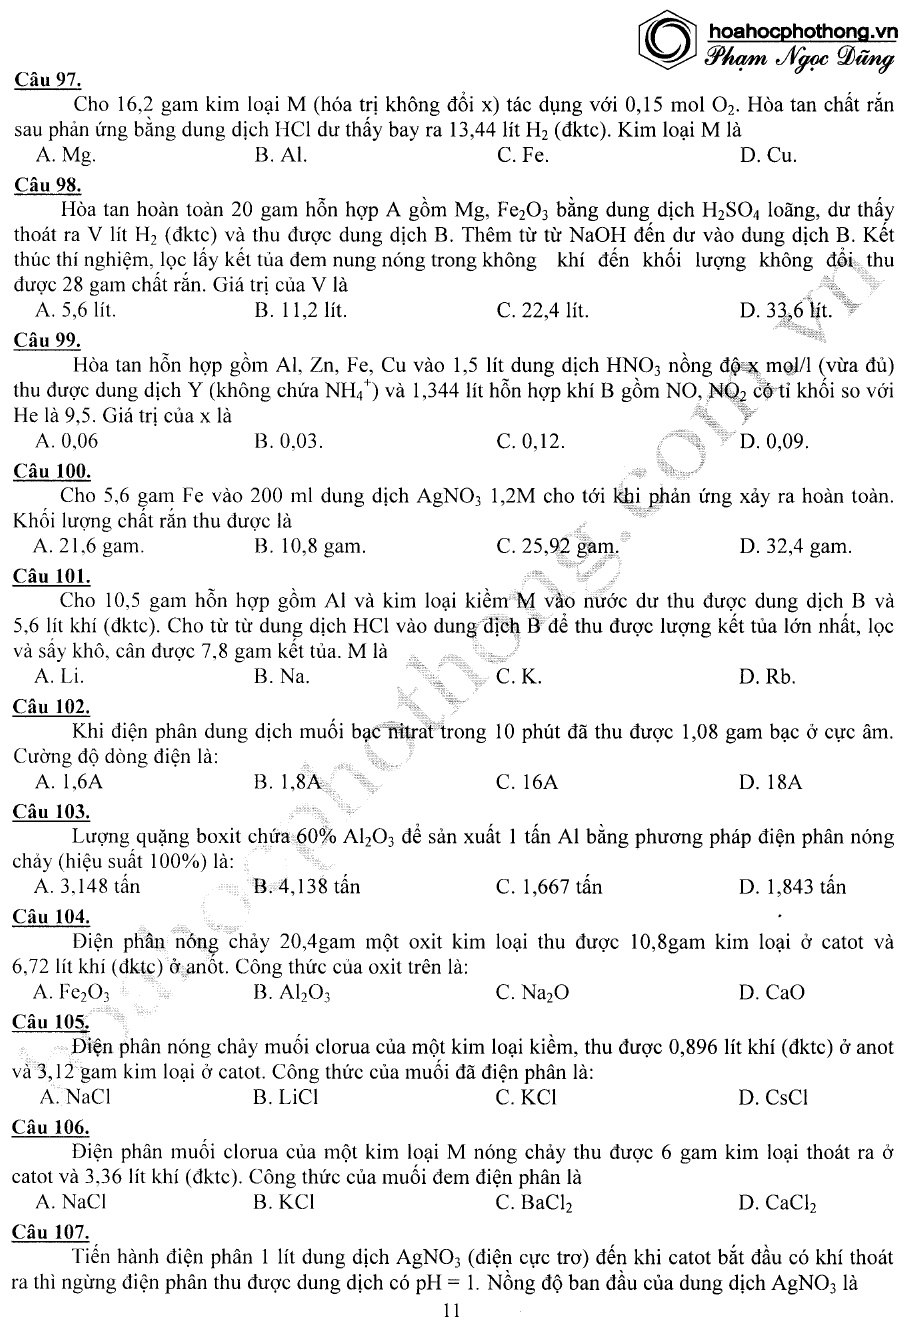 hoahocphothong.vn
Phạm Ngọc Dũng
Câu 97.
Cho 16,2 gam kim loại M (hóa trị không đổi x) tác dụng với 0,15 mol O₂. Hòa tan chất rắn
sau phản ứng bằng dung dịch HCl dư thấy bay ra 13,44 lít H₂ (đktc). Kim loại M là
A. Mg. B. Al. C. Fe. D. Cu.
Câu 98.
Hòa tan hoàn toàn 20 gam hỗn hợp A gồm Mg, Fe₂O₃ bằng dung dịch H₂SO₄ loãng, dư thấy
thoát ra V lít H₂ (đktc) và thu được dung dịch B. Thêm từ từ NaOH đến dư vào dung dịch B. Kết
thúc thí nghiệm, lọc lấy kết tủa đem nung nóng trong không khí đến khối lượng không đổi thu
được 28 gam chất rắn. Giá trị của V là
A. 5,6 lít. B. 11,2 lít. C. 22,4 lít. D. 33,6 lít.
Câu 99.
Hòa tan hỗn hợp gồm Al, Zn, Fe, Cu vào 1,5 lít dung dịch HNO₃ nồng độ x mol/l (vừa đủ)
thu được dung dịch Y (không chứa NH₄⁺) và 1,344 lít hỗn hợp khí B gồm NO, NO₂ có tỉ khối so với
He là 9,5. Giá trị của x là
A. 0,06 B. 0,03. C. 0,12. D. 0,09.
Câu 100.
Cho 5,6 gam Fe vào 200 ml dung dịch AgNO₃ 1,2M cho tới khi phản ứng xảy ra hoàn toàn.
Khối lượng chất rắn thu được là
A. 21,6 gam. B. 10,8 gam. C. 25,92 gam. D. 32,4 gam.
Câu 101.
Cho 10,5 gam hỗn hợp gồm Al và kim loại kiềm M vào nước dư thu được dung dịch B và
5,6 lít khí (đktc). Cho từ từ dung dịch HCl vào dung dịch B để thu được lượng kết tủa lớn nhất, lọc
và sấy khô, cân được 7,8 gam kết tủa. M là
A. Li. B. Na. C. K. D. Rb.
Câu 102.
Khi điện phân dung dịch muối bạc nitrat trong 10 phút đã thu được 1,08 gam bạc ở cực âm.
Cường độ dòng điện là:
A. 1,6A B. 1,8A C. 16A D. 18A
Câu 103.
Lượng quặng boxit chứa 60% Al₂O₃ để sản xuất 1 tấn Al bằng phương pháp điện phân nóng
chảy (hiệu suất 100%) là:
A. 3,148 tấn B. 4,138 tấn C. 1,667 tấn D. 1,843 tấn
Câu 104.
Điện phân nóng chảy 20,4gam một oxit kim loại thu được 10,8gam kim loại ở catot và
6,72 lít khí (đktc) ở anốt. Công thức của oxit trên là:
A. Fe₂O₃ B. Al₂O₃ C. Na₂O D. CaO
Câu 105.
Điện phân nóng chảy muối clorua của một kim loại kiềm, thu được 0,896 lít khí (đktc) ở anot
và 3,12 gam kim loại ở catot. Công thức của muối đã điện phân là:
A. NaCl B. LiCl C. KCl D. CsCl
Câu 106.
Điện phân muối clorua của một kim loại M nóng chảy thu được 6 gam kim loại thoát ra ở
catot và 3,36 lít khí (đktc). Công thức của muối đem điện phân là
A. NaCl B. KCl C. BaCl₂ D. CaCl₂
Câu 107.
Tiến hành điện phân 1 lít dung dịch AgNO₃ (điện cực trơ) đến khi catot bắt đầu có khí thoát
ra thì ngừng điện phân thu được dung dịch có pH = 1. Nồng độ ban đầu của dung dịch AgNO₃ là
11
hoahocphothong.com.vn